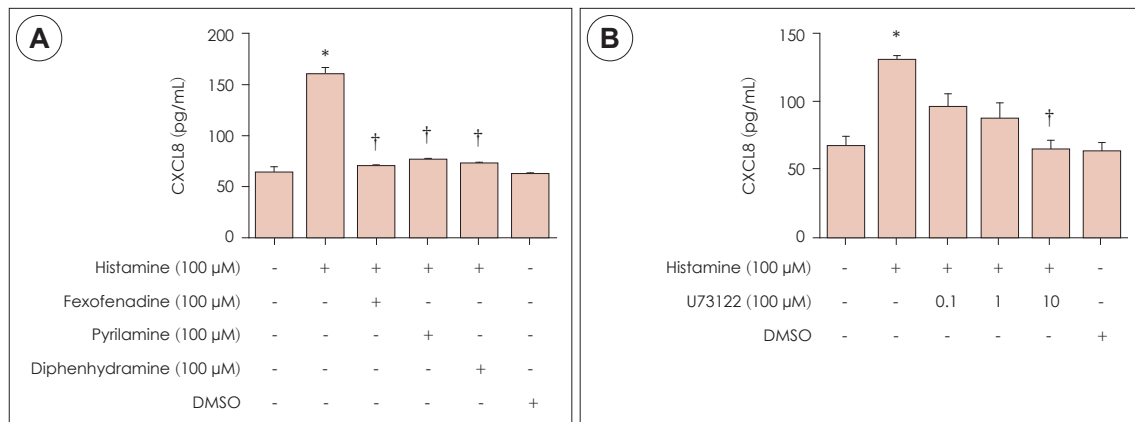 A
200
150
100
50
0
CXCL8 (pg/mL)
* † † †
Histamine (100 µM) - + + + + -
Fexofenadine (100 µM) - - + - - -
Pyrilamine (100 µM) - - - + - -
Diphenhydramine (100 µM) - - - - + -
DMSO - - - - - +
B
150
100
50
0
CXCL8 (pg/mL)
* †
Histamine (100 µM) - + + + + -
U73122 (100 µM) - - 0.1 1 10 -
DMSO - - - - - +